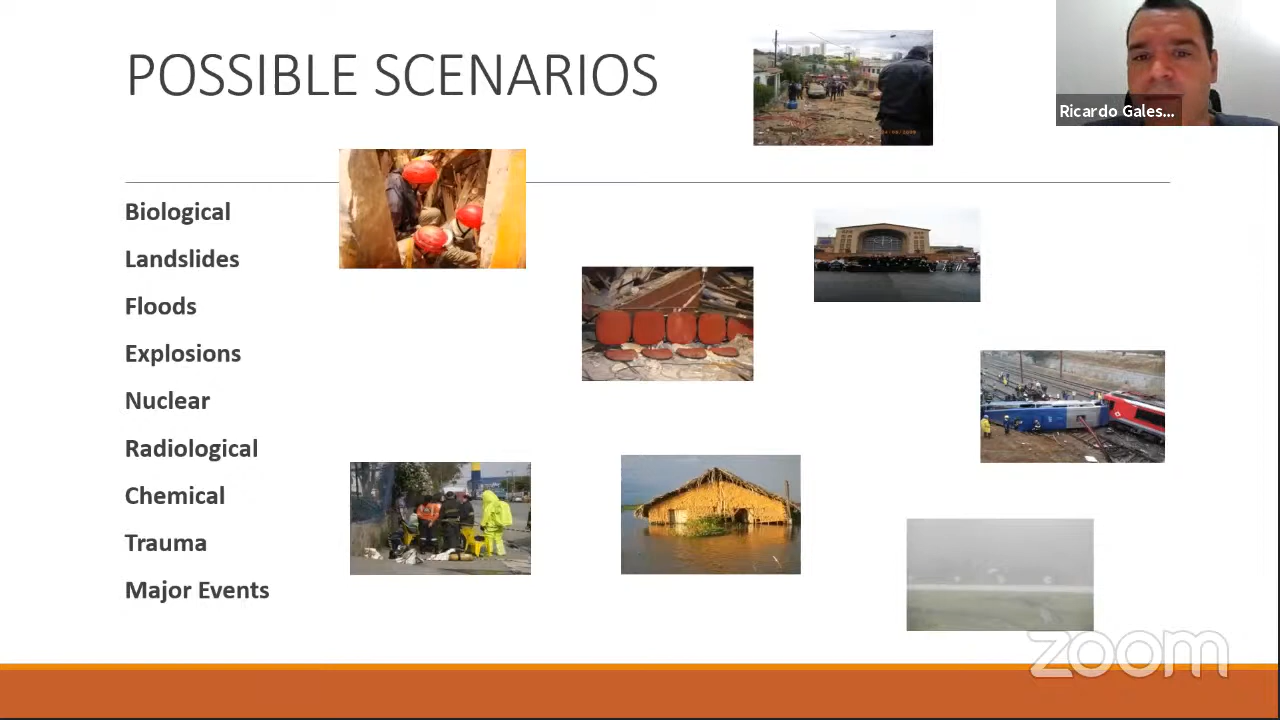 POSSIBLE SCENARIOS
Ricardo Gales...
Biological
Landslides
Floods
Explosions
Nuclear
Radiological
Chemical
Trauma
Major Events
zoom